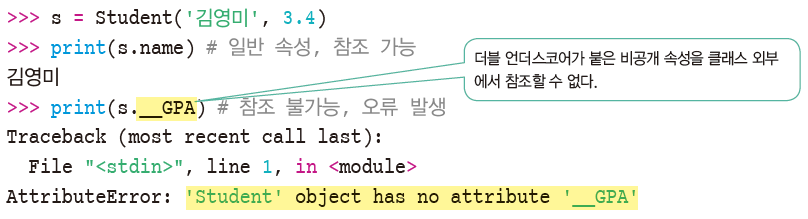 >>> s = Student('김영미', 3.4)
>>> print(s.name) # 일반 속성, 참조 가능
김영미
더블 언더스코어가 붙은 비공개 속성을 클래스 외부
에서 참조할 수 없다.
>>> print(s.__GPA) # 참조 불가능, 오류 발생
Traceback (most recent call last):
  File "<stdin>", line 1, in <module>
AttributeError: 'Student' object has no attribute '__GPA'